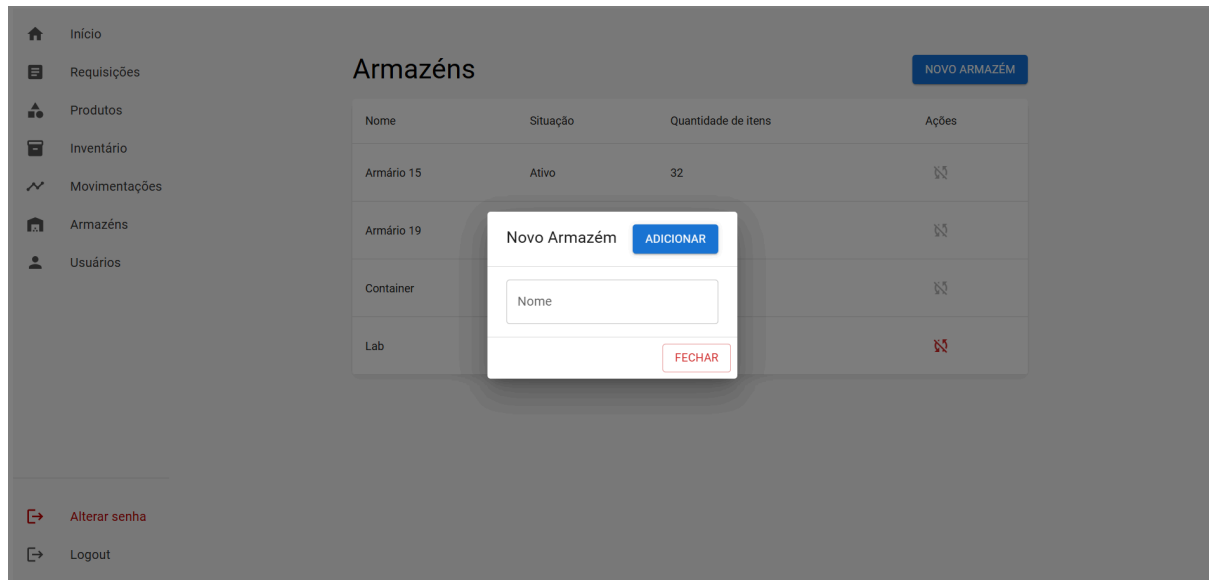 Início
Requisições
Produtos
Inventário
Movimentações
Armazéns
Usuários
Alterar senha
Logout
Armazéns
NOVO ARMAZÉM
Nome Situação Quantidade de itens Ações
Armário 15 Ativo 32
Armário 19
Container
Lab
Novo Armazém ADICIONAR
Nome
FECHAR